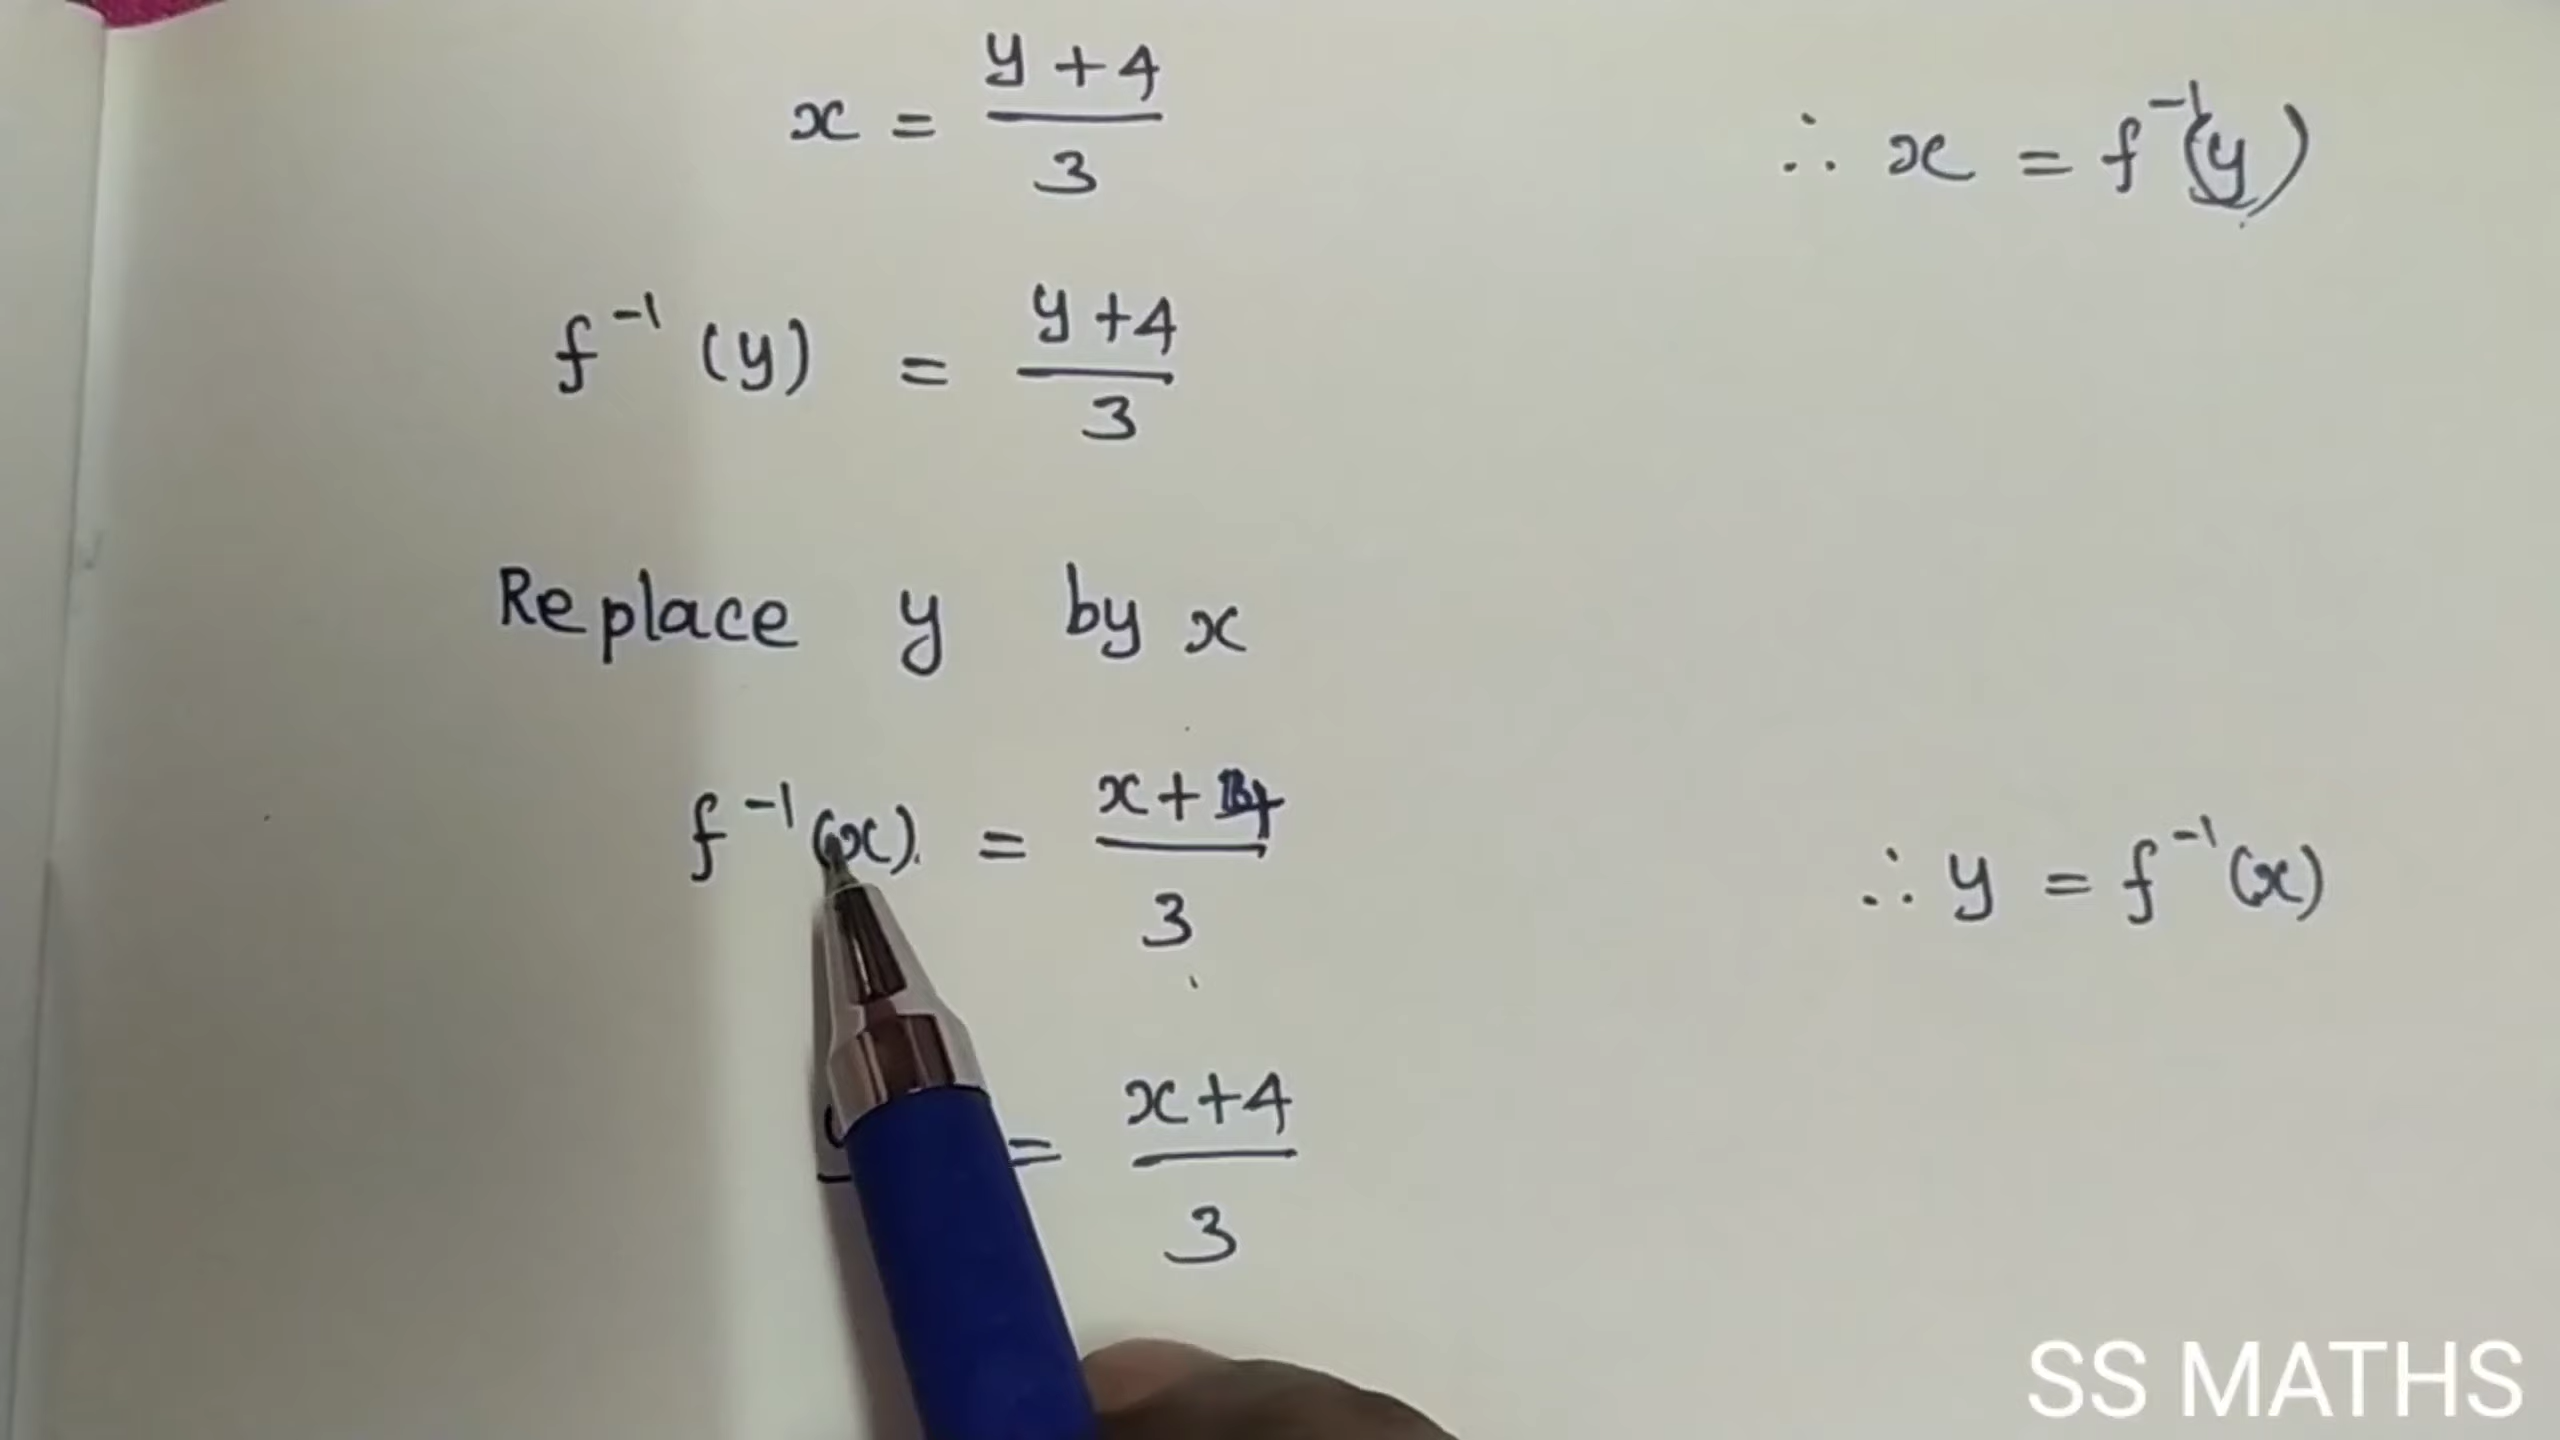 x = y + 4 / 3
∴ x = f⁻¹(y)
f⁻¹ (y) = y + 4 / 3
Replace y by x
f⁻¹(x) = x + 4 / 3
∴ y = f⁻¹(x)
= x + 4 / 3
SS MATHS